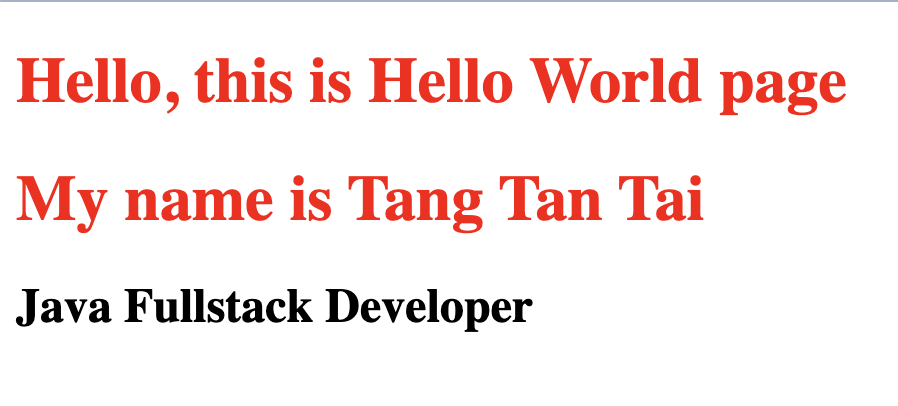 Hello, this is Hello World page
My name is Tang Tan Tai
Java Fullstack Developer